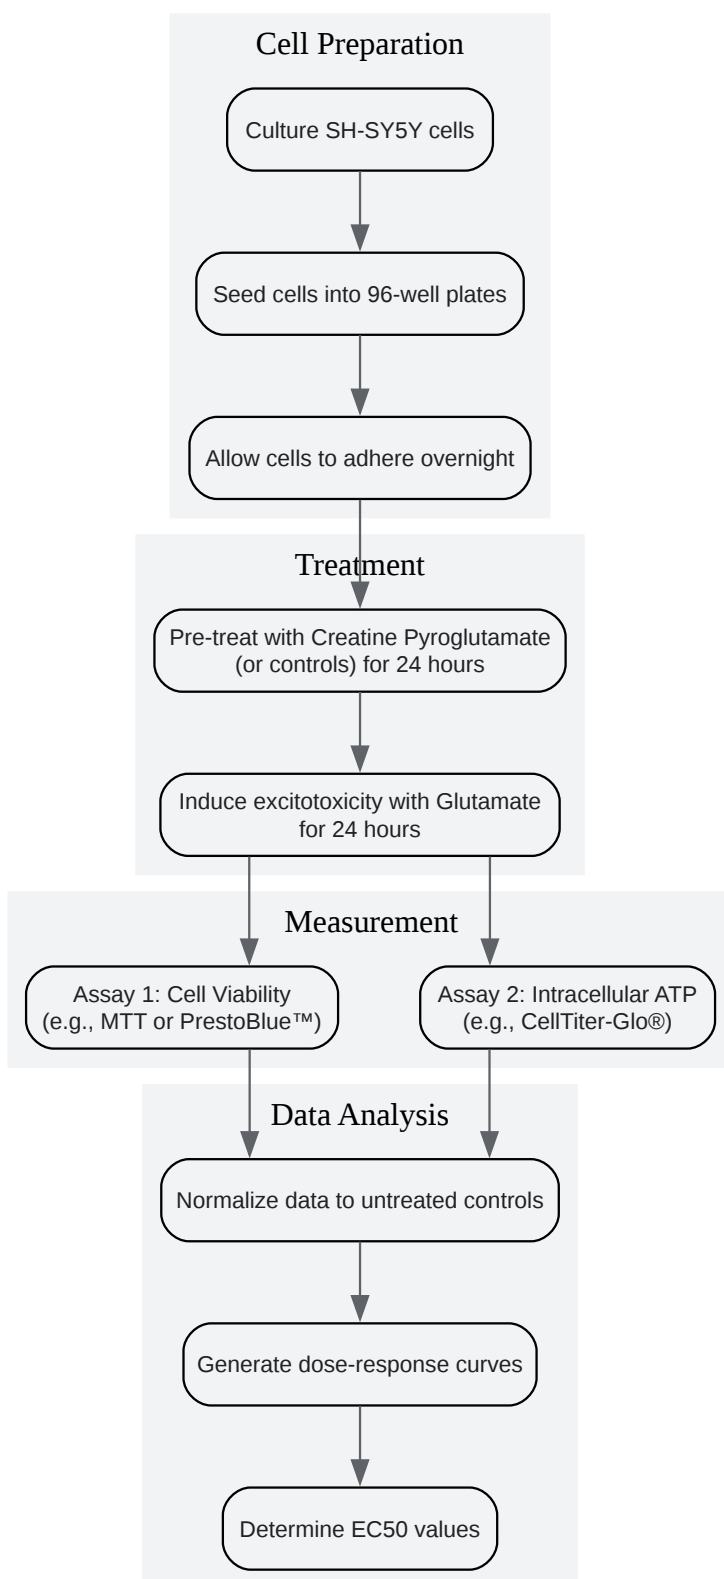 Cell Preparation
Culture SH-SY5Y cells
Seed cells into 96-well plates
Allow cells to adhere overnight
Treatment
Pre-treat with Creatine Pyroglutamate
(or controls) for 24 hours
Induce excitotoxicity with Glutamate
for 24 hours
Measurement
Assay 1: Cell Viability
(e.g., MTT or PrestoBlue™)
Assay 2: Intracellular ATP
(e.g., CellTiter-Glo®)
Data Analysis
Normalize data to untreated controls
Generate dose-response curves
Determine EC50 values